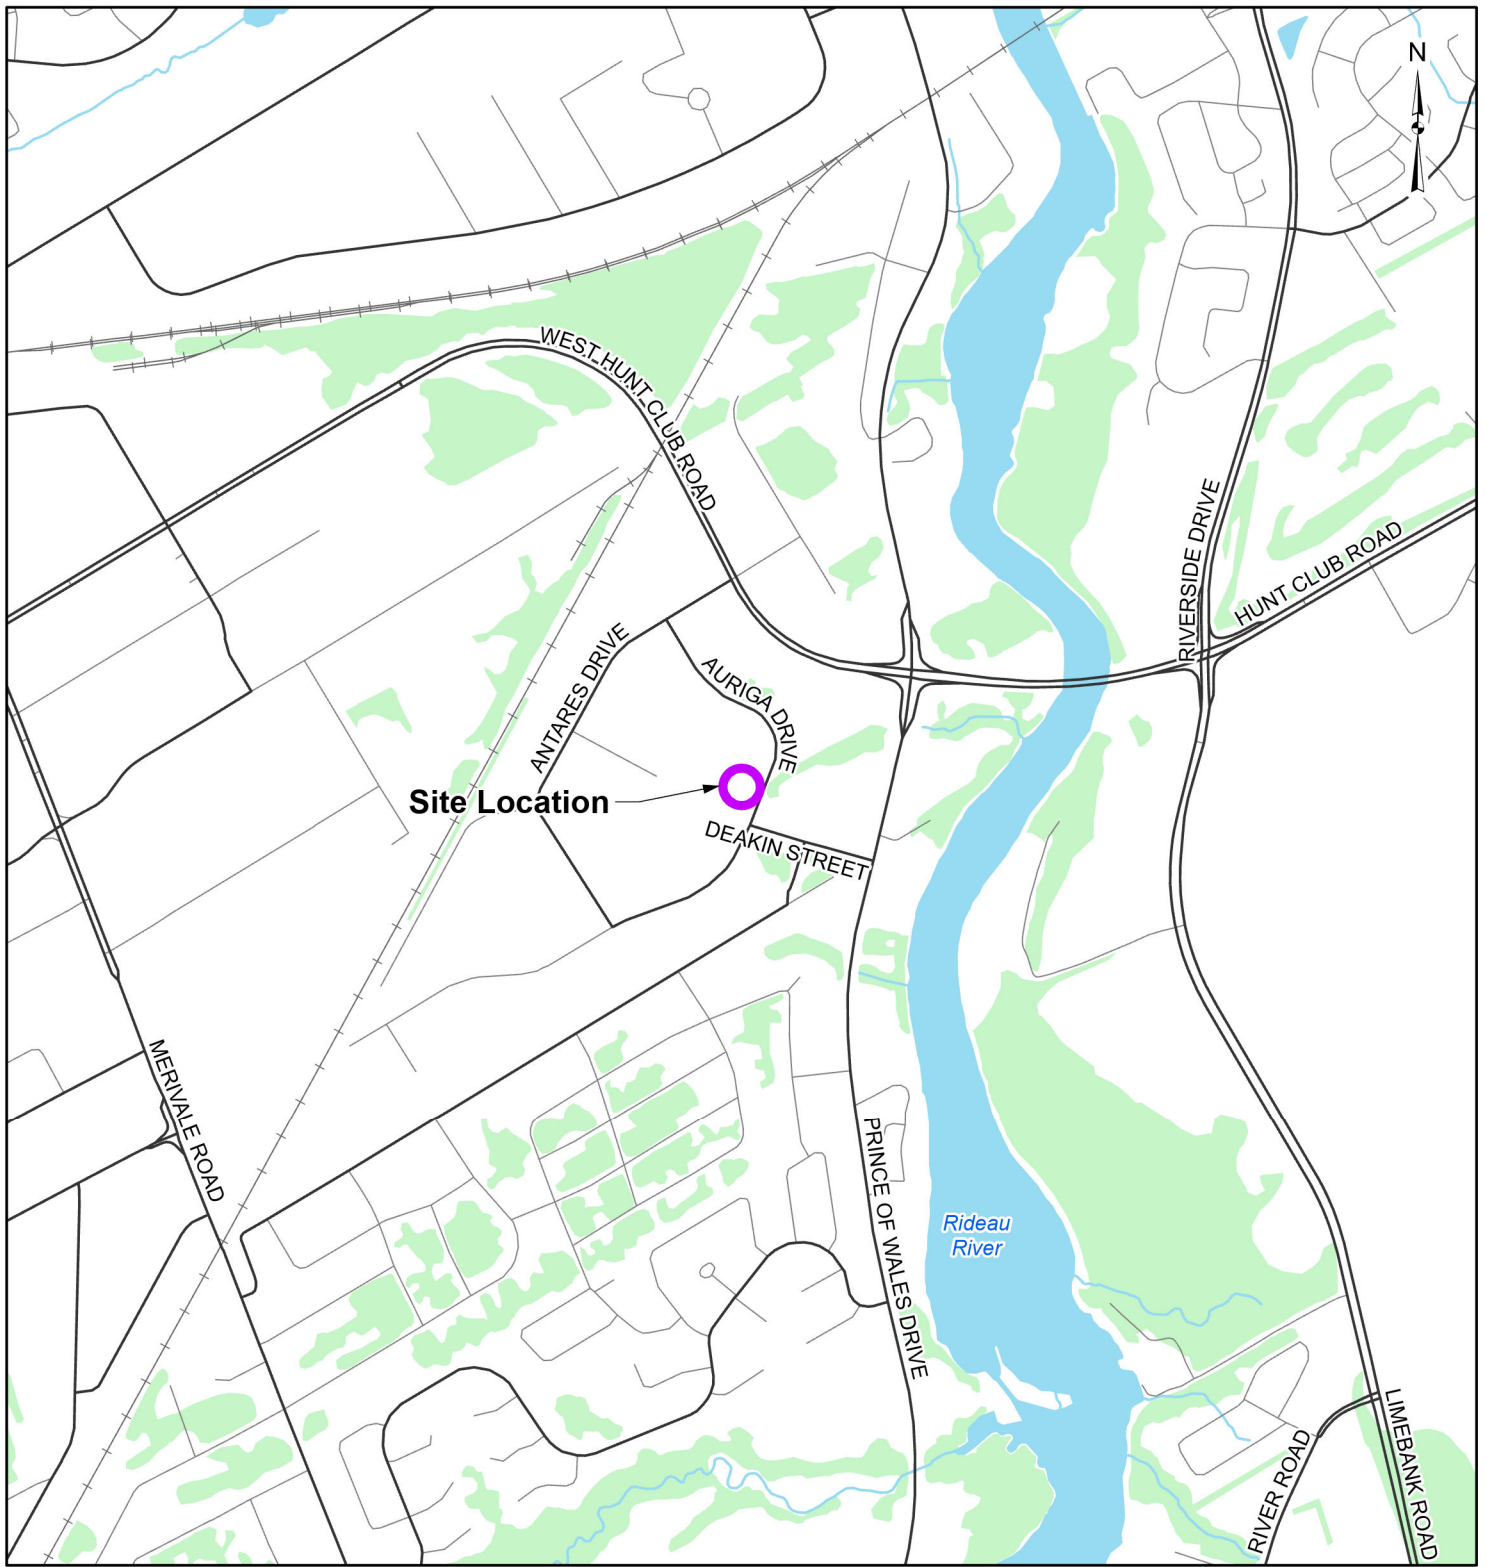 N
WEST HUNT CLUB ROAD
RIVERSIDE DRIVE
HUNT CLUB ROAD
ANTARES DRIVE
AURIGA DRIVE
Site Location
DEAKIN STREET
MERIVALE ROAD
PRINCE OF WALES DRIVE
Rideau
River
LIMEBANK ROAD
RIVER ROAD